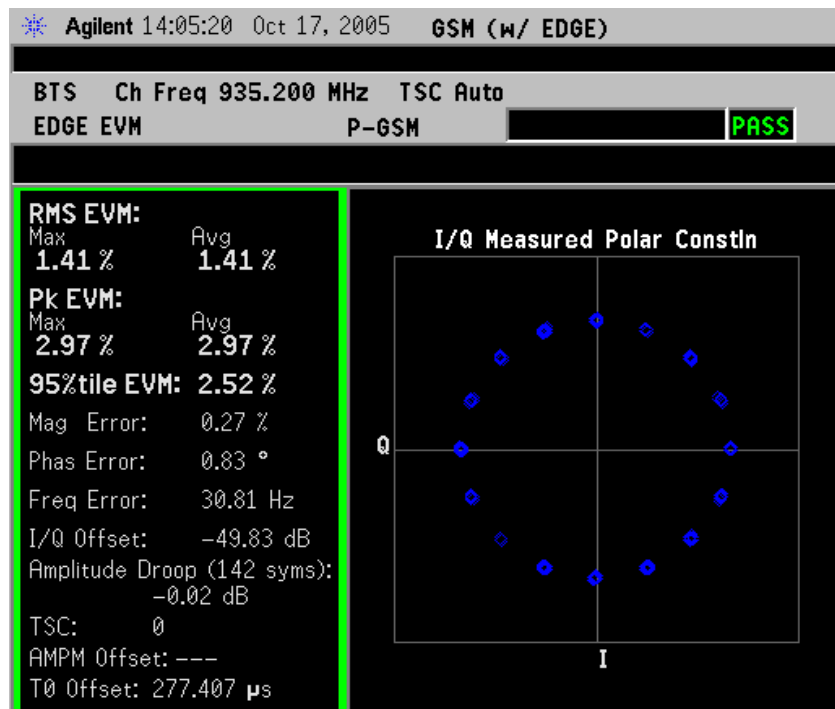 Agilent 14:05:20 Oct 17, 2005 GSM (w/ EDGE)
BTS Ch Freq 935.200 MHz TSC Auto
EDGE EVM P-GSM PASS
RMS EVM:
Max Avg
1.41 % 1.41 %
Pk EVM:
Max Avg
2.97 % 2.97 %
95%tile EVM: 2.52 %
Mag Error: 0.27 %
Phas Error: 0.83 °
Freq Error: 30.81 Hz
I/Q Offset: -49.83 dB
Amplitude Droop (142 syms):
-0.02 dB
TSC: 0
AMPM Offset: ---
T0 Offset: 277.407 µs
I/Q Measured Polar Constln
Q
I